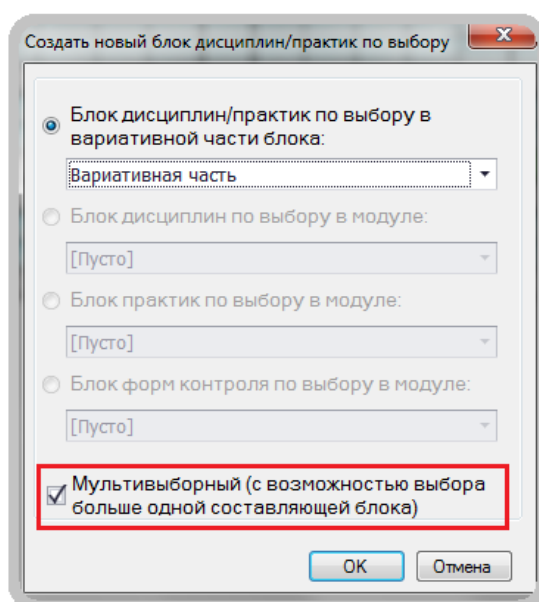 Создать новый блок дисциплин/практик по выбору
Блок дисциплин/практик по выбору в
вариативной части блока:
Вариативная часть
Блок дисциплин по выбору в модуле:
[Пусто]
Блок практик по выбору в модуле:
[Пусто]
Блок форм контроля по выбору в модуле:
[Пусто]
Мультивыборный (с возможностью выбора
больше одной составляющей блока)
OK
Отмена